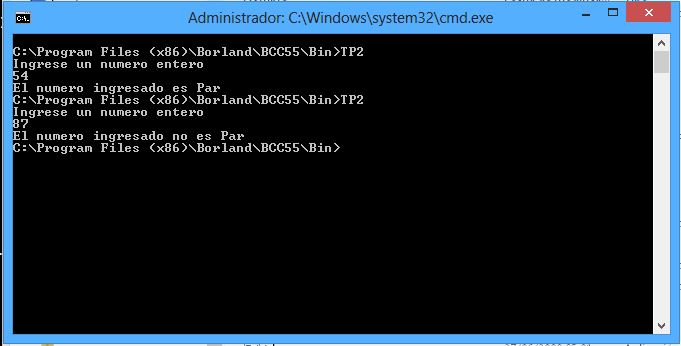 Administrador: C:\Windows\system32\cmd.exe
C:\Program Files (x86)\Borland\BCC55\Bin>TP2
Ingrese un numero entero
54
El numero ingresado es Par
C:\Program Files (x86)\Borland\BCC55\Bin>TP2
Ingrese un numero entero
87
El numero ingresado no es Par
C:\Program Files (x86)\Borland\BCC55\Bin>